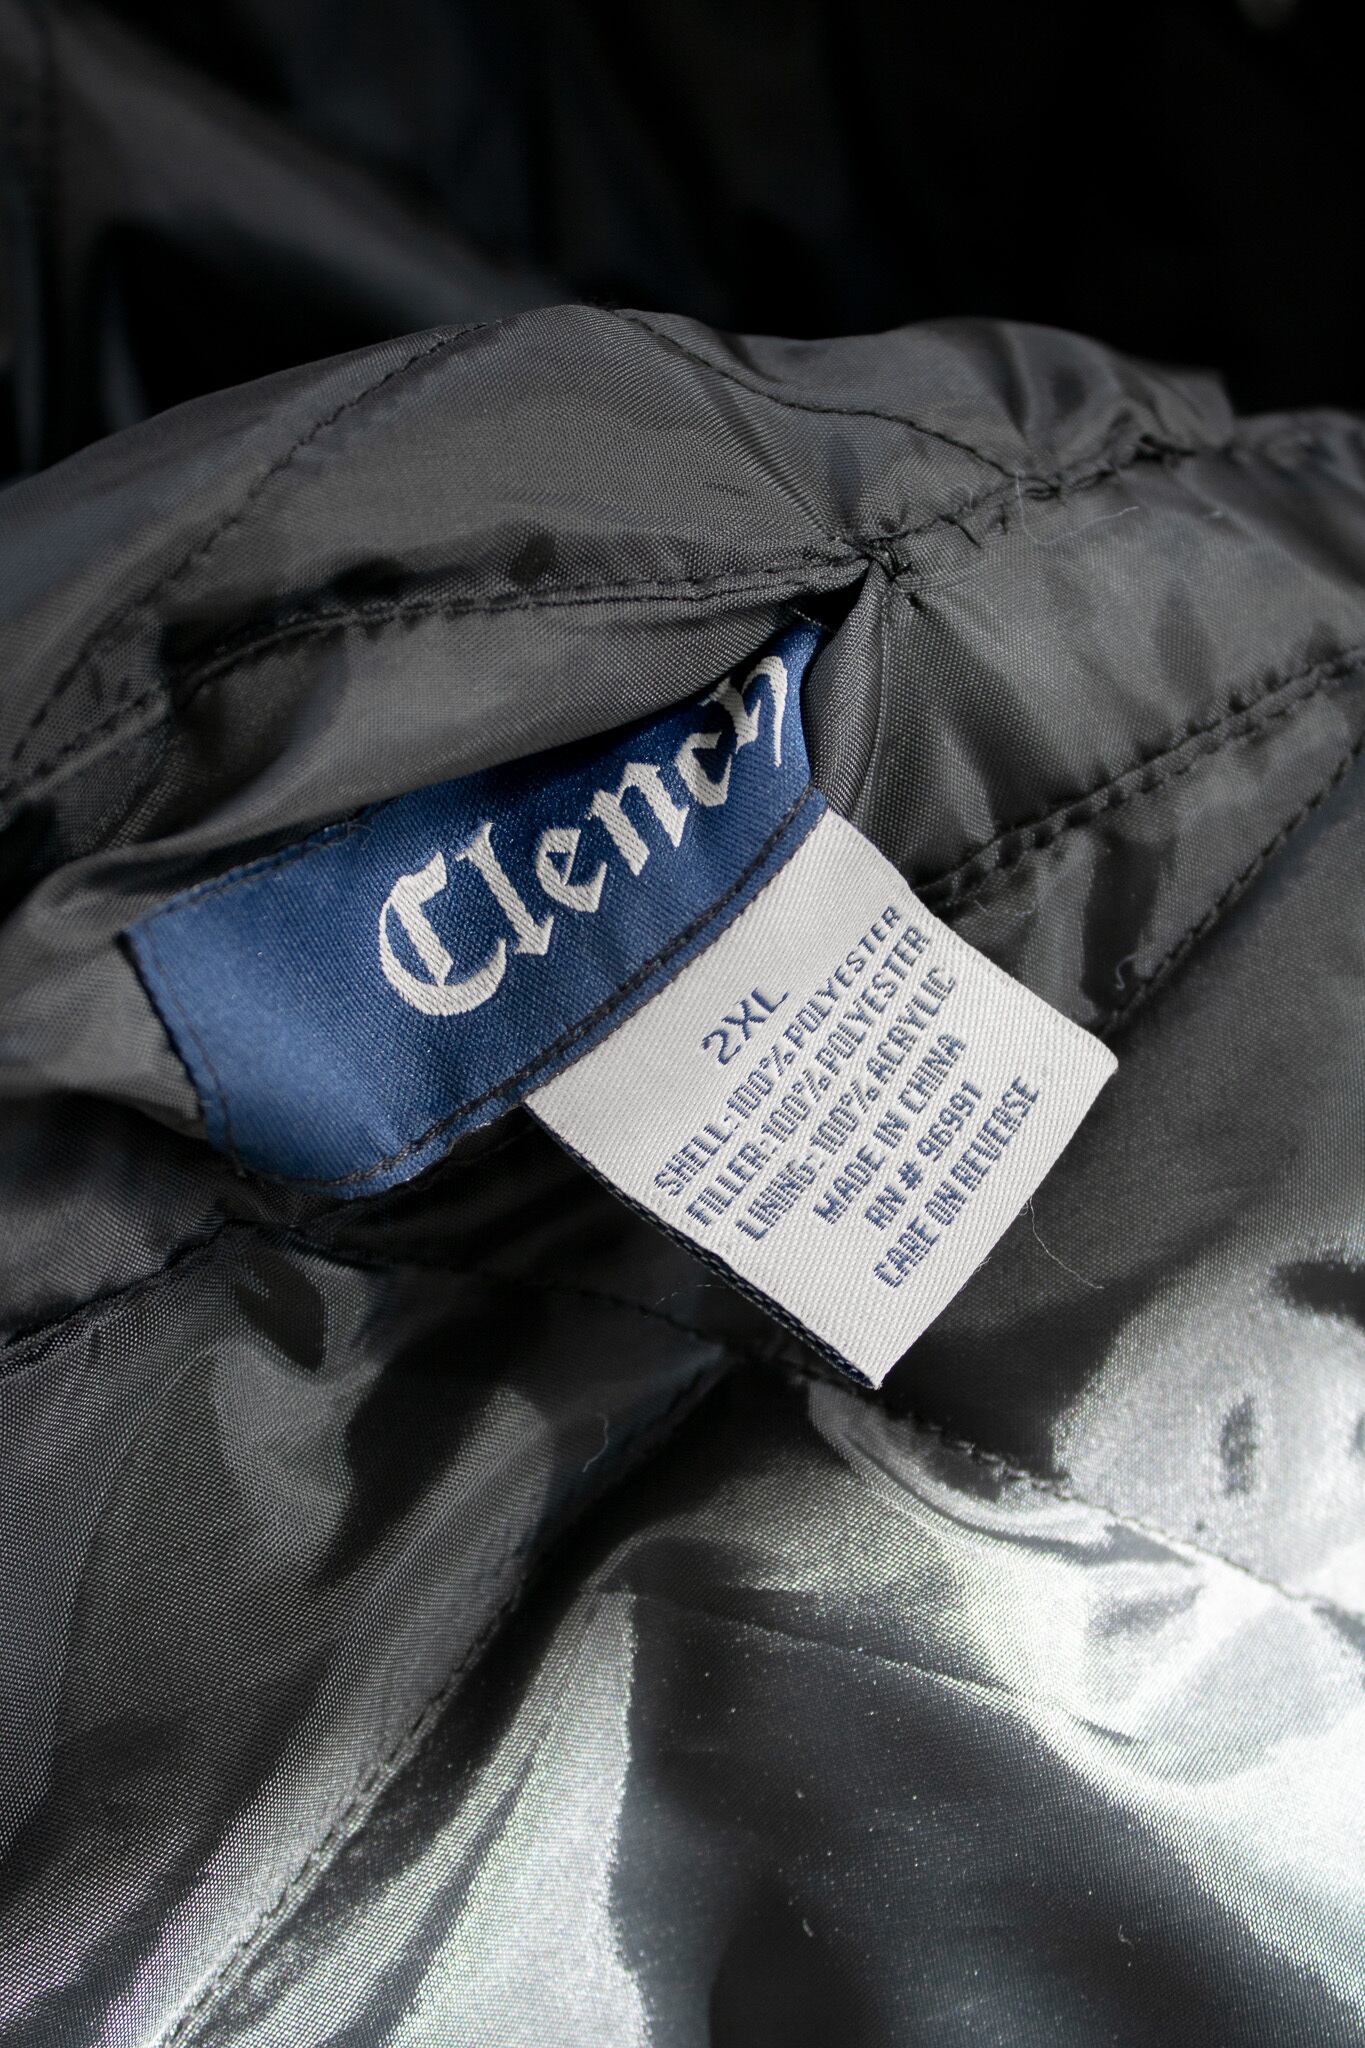 Clench
2XL
SHELL: 100% POLYESTER
FILLER: 100% POLYESTER
LINING: 100% ACRYLIC
MADE IN CHINA
RN # 96991
CARE ON REVERSE